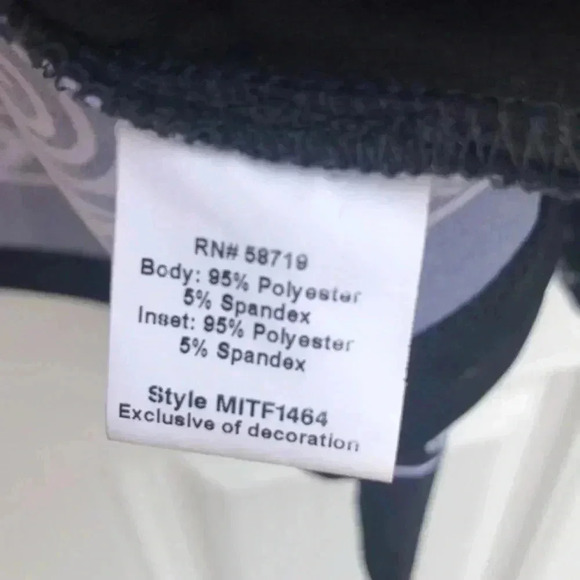 RN# 58719
Body: 95% Polyester
5% Spandex
Inset: 95% Polyester
5% Spandex
Style MITF1464
Exclusive of decoration